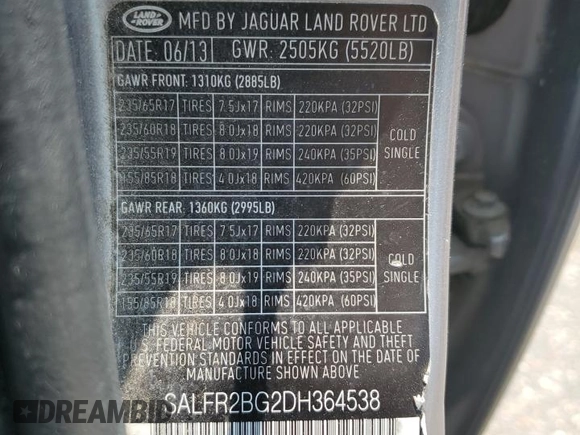 LAND ROVER
MFD BY JAGUAR LAND ROVER LTD
DATE: 06/13 GWR: 2505KG (5520LB)
GAWR FRONT: 1310KG (2885LB)
235/65R17 TIRES 7.5Jx17 RIMS 220KPA (32PSI)
235/60R18 TIRES 8.0Jx18 RIMS 220KPA (32PSI)
235/55R19 TIRES 8.0Jx19 RIMS 240KPA (35PSI)
155/85R18 TIRES 4.0Jx18 RIMS 420KPA (60PSI)
COLD
SINGLE
GAWR REAR: 1360KG (2995LB)
235/65R17 TIRES 7.5Jx17 RIMS 220KPA (32PSI)
235/60R18 TIRES 8.0Jx18 RIMS 220KPA (32PSI)
235/55R19 TIRES 8.0Jx19 RIMS 240KPA (35PSI)
155/85R18 TIRES 4.0Jx18 RIMS 420KPA (60PSI)
COLD
SINGLE
THIS VEHICLE CONFORMS TO ALL APPLICABLE
U.S. FEDERAL MOTOR VEHICLE SAFETY AND THEFT
PREVENTION STANDARDS IN EFFECT ON THE DATE OF
MANUFACTURE SHOWN ABOVE
SALFR2BG2DH364538
DEALERSHIP AUCTION HISTORY